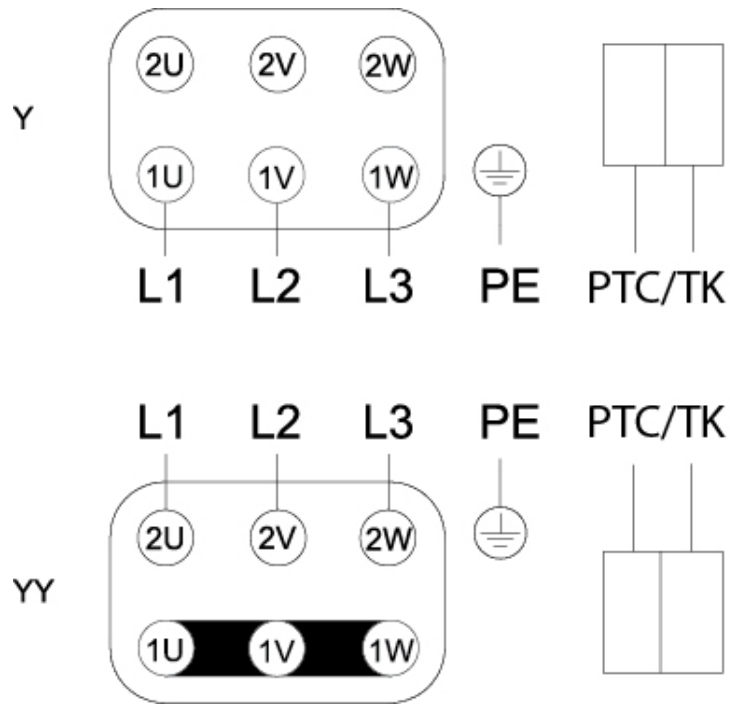 2U 2V 2W
Y
1U 1V 1W
L1 L2 L3 PE PTC/TK
L1 L2 L3 PE PTC/TK
2U 2V 2W
YY
1U 1V 1W